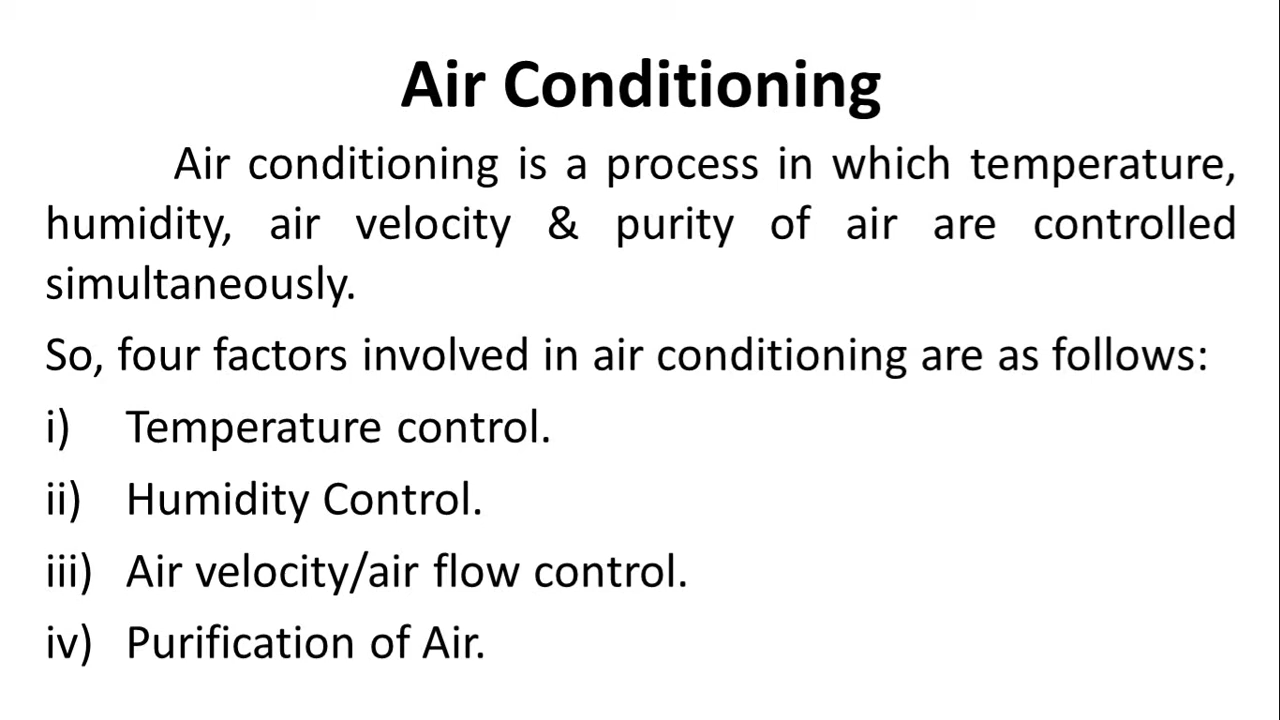 Air Conditioning
Air conditioning is a process in which temperature,
humidity, air velocity & purity of air are controlled
simultaneously.
So, four factors involved in air conditioning are as follows:
i) Temperature control.
ii) Humidity Control.
iii) Air velocity/air flow control.
iv) Purification of Air.